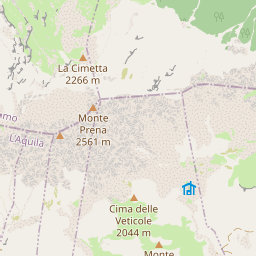 La Cimetta
2266 m
Monte
Prena
2561 m
L'Aquila
Cima delle
Veticole
2044 m
Monte